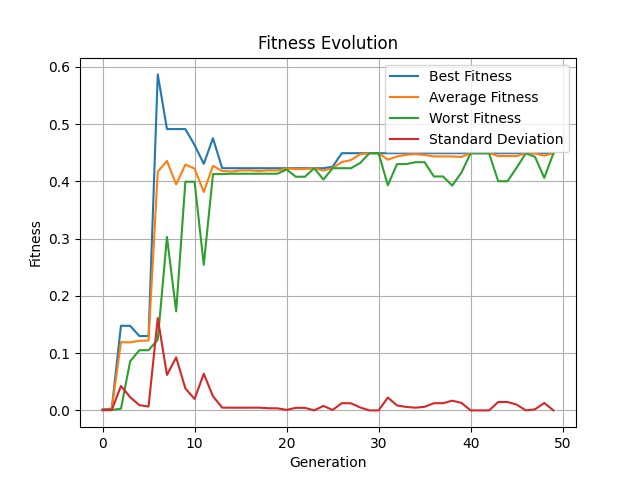 Fitness Evolution
0.6
0.5
0.4
0.3
0.2
0.1
0.0
Fitness
Best Fitness
Average Fitness
Worst Fitness
Standard Deviation
0 10 20 30 40 50
Generation